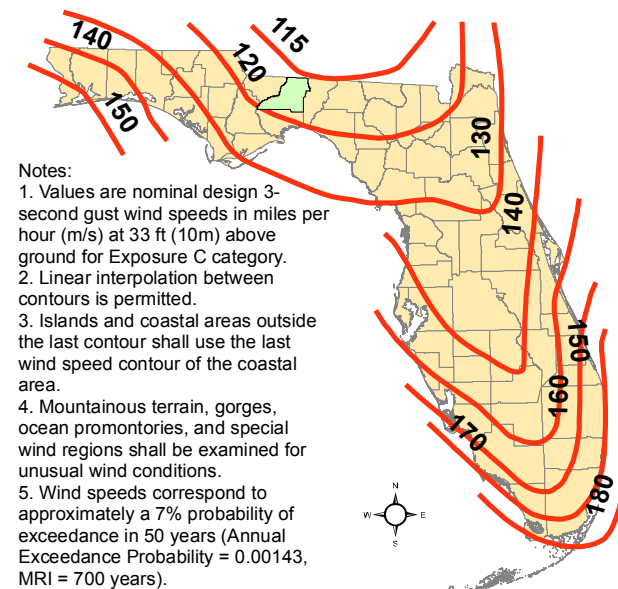 115
140
120
150
130
140
Notes:
1. Values are nominal design 3-
second gust wind speeds in miles per
hour (m/s) at 33 ft (10m) above
ground for Exposure C category.
2. Linear interpolation between
contours is permitted.
3. Islands and coastal areas outside
the last contour shall use the last
wind speed contour of the coastal
area.
4. Mountainous terrain, gorges,
ocean promontories, and special
wind regions shall be examined for
unusual wind conditions.
5. Wind speeds correspond to
approximately a 7% probability of
exceedance in 50 years (Annual
Exceedance Probability = 0.00143,
MRI = 700 years).
150
160
170
180
N
W E
S